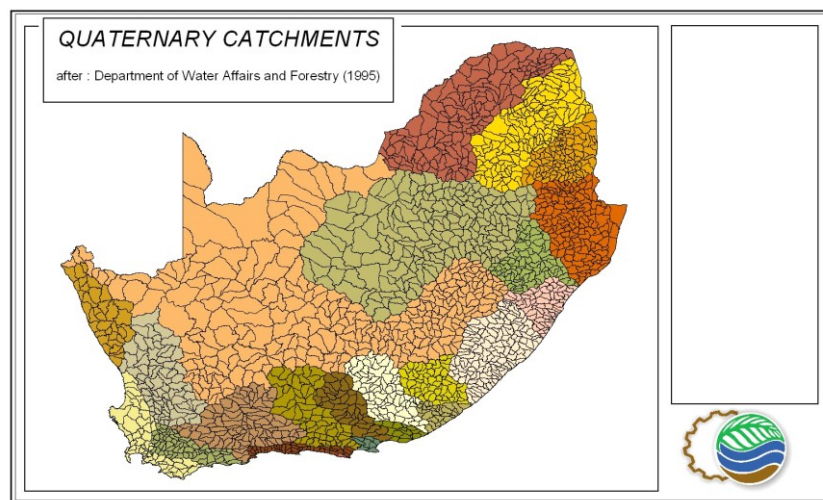 QUATERNARY CATCHMENTS
after : Department of Water Affairs and Forestry (1995)